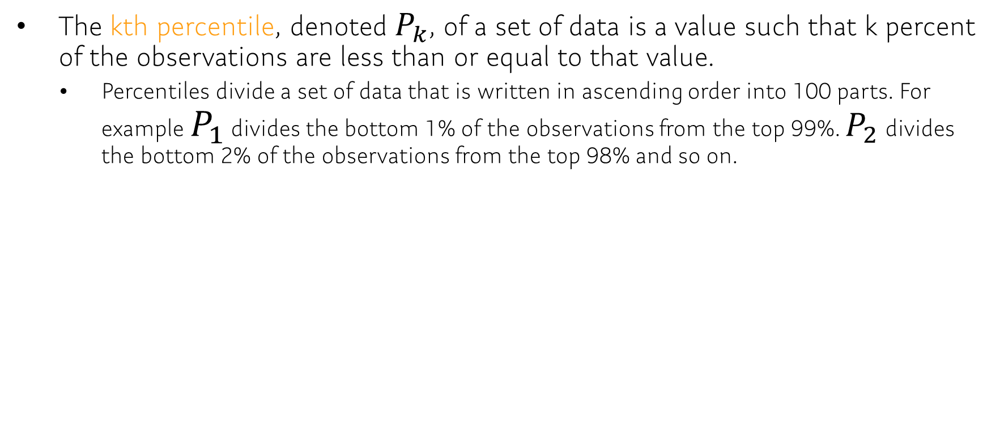 • The kth percentile, denoted P_k, of a set of data is a value such that k percent
of the observations are less than or equal to that value.
• Percentiles divide a set of data that is written in ascending order into 100 parts. For
example P_1 divides the bottom 1% of the observations from the top 99%. P_2 divides
the bottom 2% of the observations from the top 98% and so on.